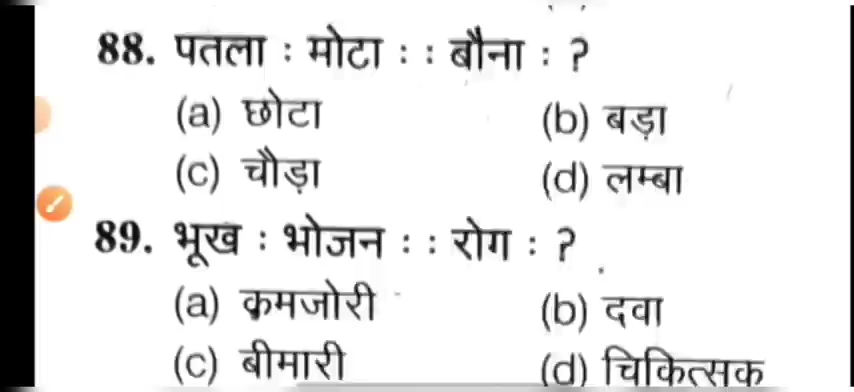 88. पतला : मोटा : : बौना : ?
(a) छोटा (b) बड़ा
(c) चौड़ा (d) लम्बा
89. भूख : भोजन : : रोग : ?
(a) कमजोरी (b) दवा
(c) बीमारी (d) चिकित्सक